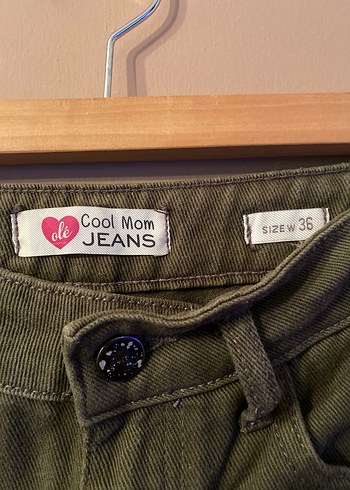 olé
Cool Mom
JEANS
SIZE W 36